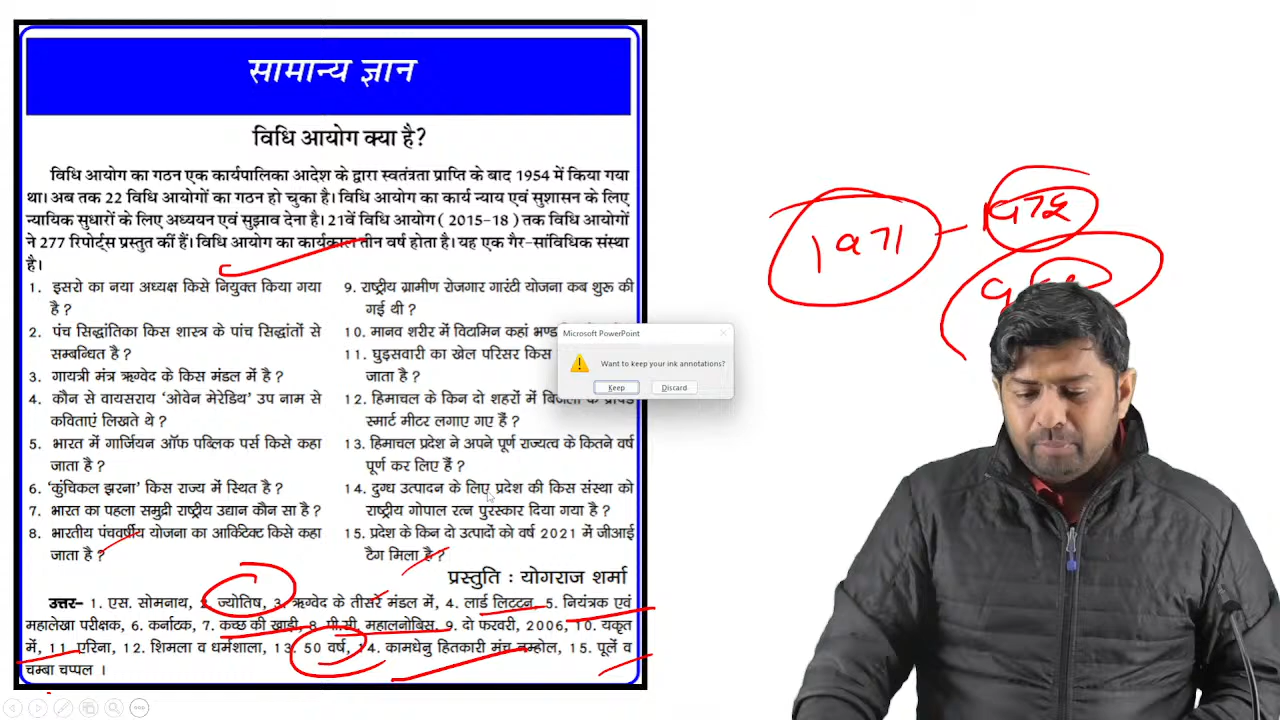 सामान्य ज्ञान
विधि आयोग क्या है?
विधि आयोग का गठन एक कार्यपालिका आदेश के द्वारा स्वतंत्रता प्राप्ति के बाद 1954 में किया गया
था। अब तक 22 विधि आयोगों का गठन हो चुका है। विधि आयोग का कार्य न्याय एवं सुशासन के लिए
न्यायिक सुधारों के लिए अध्ययन एवं सुझाव देना है। 21वें विधि आयोग ( 2015-18 ) तक विधि आयोगों
ने 277 रिपोर्ट्स प्रस्तुत कीं हैं। विधि आयोग का कार्यकाल तीन वर्ष होता है। यह एक गैर-सांविधिक संस्था
है।
1. इसरो का नया अध्यक्ष किसे नियुक्त किया गया
है ?
2. पंच सिद्धांतिका किस शास्त्र के पांच सिद्धांतों से
सम्बन्धित है ?
3. गायत्री मंत्र ऋग्वेद के किस मंडल में है ?
4. कौन से वायसराय ‘ओवेन मेरेडिथ’ उप नाम से
कविताएं लिखते थे ?
5. भारत में गार्जियन ऑफ पब्लिक पर्स किसे कहा
जाता है ?
6. ‘कुंचिकल झरना’ किस राज्य में स्थित है ?
7. भारत का पहला समुद्री राष्ट्रीय उद्यान कौन सा है ?
8. भारतीय पंचवर्षीय योजना का आर्किटेक्ट किसे कहा
जाता है ?
9. राष्ट्रीय ग्रामीण रोजगार गारंटी योजना कब शुरू की
गई थी ?
10. मानव शरीर में विटामिन कहां
11. घुड़सवारी का खेल परिसर किस
जाता है ?
12. हिमाचल के किन दो शहरों में
स्मार्ट मीटर लगाए गए हैं ?
13. हिमाचल प्रदेश ने अपने पूर्ण राज्यत्व के कितने वर्ष
पूर्ण कर लिए हैं ?
14. दुग्ध उत्पादन के लिए प्रदेश की किस संस्था को
राष्ट्रीय गोपाल रत्न पुरस्कार दिया गया है ?
15. प्रदेश के किन दो उत्पादों को वर्ष 2021 में जीआई
टैग मिला है ?
प्रस्तुति : योगराज शर्मा
उत्तर- 1. एस. सोमनाथ, 2. ज्योतिष, 3. ऋग्वेद के तीसरे मंडल में, 4. लार्ड लिटटन, 5. नियंत्रक एवं
महालेखा परीक्षक, 6. कर्नाटक, 7. कच्छ की खाड़ी, 8. पी.सी. महालनोबिस, 9. दो फरवरी, 2006, 10. यकृत
में, 11. एरिना, 12. शिमला व धर्मशाला, 13. 50 वर्ष, 14. कामधेनु हितकारी मंच नम्होल, 15. पूलें व
चम्बा चप्पल ।
Microsoft PowerPoint
Want to keep your ink annotations?
Keep Discard
1971 -